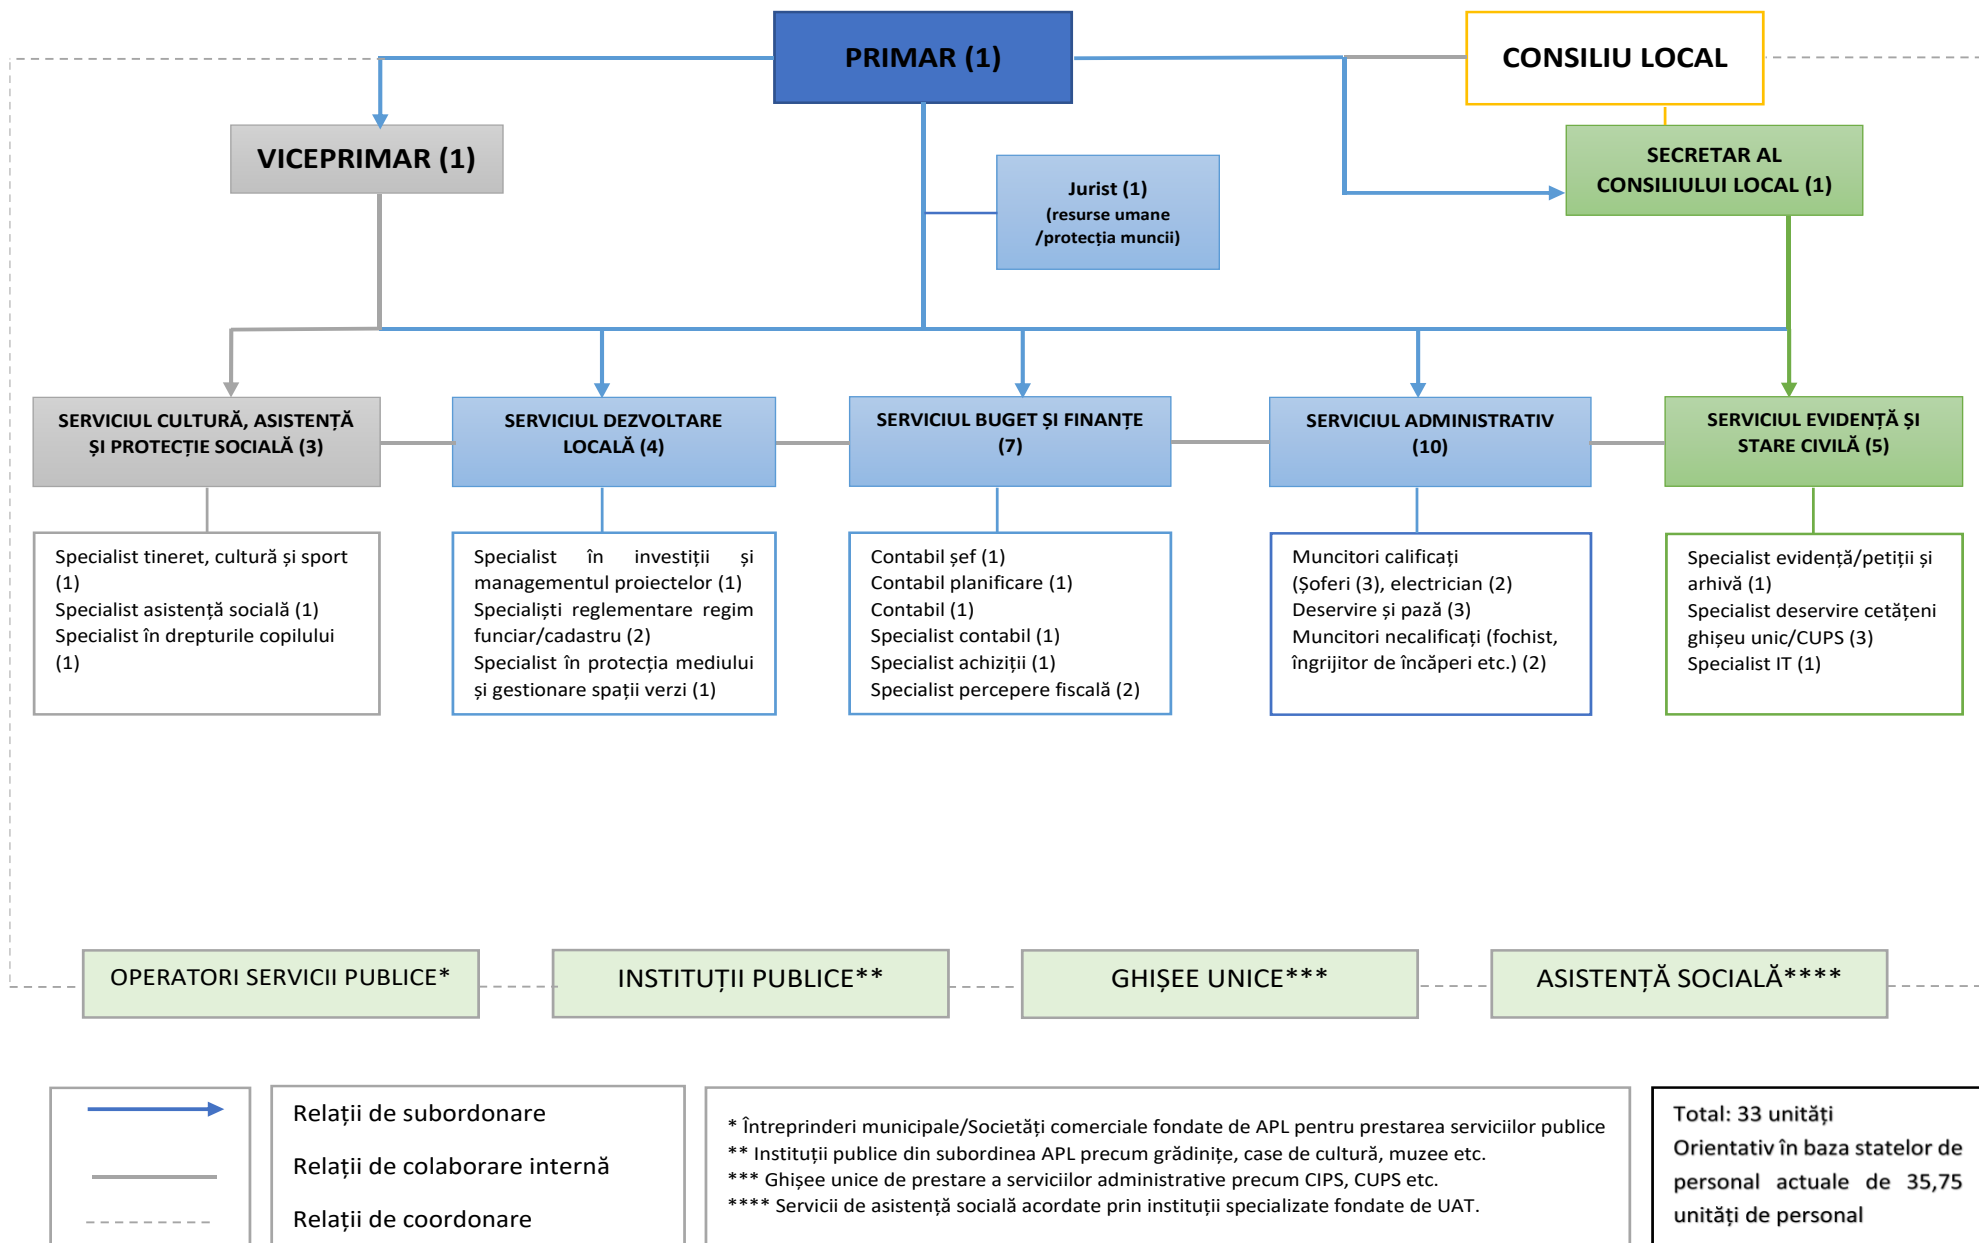 PRIMAR (1)
CONSILIU LOCAL
VICEPRIMAR (1)
SECRETAR AL
CONSILIULUI LOCAL (1)
Jurist (1)
(resurse umane
/protecția muncii)
SERVICIUL CULTURĂ, ASISTENȚĂ
ȘI PROTECȚIE SOCIALĂ (3)
SERVICIUL DEZVOLTARE
LOCALĂ (4)
SERVICIUL BUGET ȘI FINANȚE
(7)
SERVICIUL ADMINISTRATIV
(10)
SERVICIUL EVIDENȚĂ ȘI
STARE CIVILĂ (5)
Specialist tineret, cultură și sport
(1)
Specialist asistență socială (1)
Specialist în drepturile copilului
(1)
Specialist în investiții și
managementul proiectelor (1)
Specialiști reglementare regim
funciar/cadastru (2)
Specialist în protecția mediului
și gestionare spații verzi (1)
Contabil șef (1)
Contabil planificare (1)
Contabil (1)
Specialist contabil (1)
Specialist achiziții (1)
Specialist percepere fiscală (2)
Muncitori calificați
(Șoferi (3), electrician (2)
Deservire și pază (3)
Muncitori necalificați (fochist,
îngrijitor de încăperi etc.) (2)
Specialist evidență/petiții și
arhivă (1)
Specialist deservire cetățeni
ghișeu unic/CUPS (3)
Specialist IT (1)
OPERATORI SERVICII PUBLICE*
INSTITUȚII PUBLICE**
GHIȘEE UNICE***
ASISTENȚĂ SOCIALĂ****
Relații de subordonare
Relații de colaborare internă
Relații de coordonare
* Întreprinderi municipale/Societăți comerciale fondate de APL pentru prestarea serviciilor publice
** Instituții publice din subordinea APL precum grădinițe, case de cultură, muzee etc.
*** Ghișee unice de prestare a serviciilor administrative precum CIPS, CUPS etc.
**** Servicii de asistență socială acordate prin instituții specializate fondate de UAT.
Total: 33 unități
Orientativ în baza statelor de
personal actuale de 35,75
unități de personal